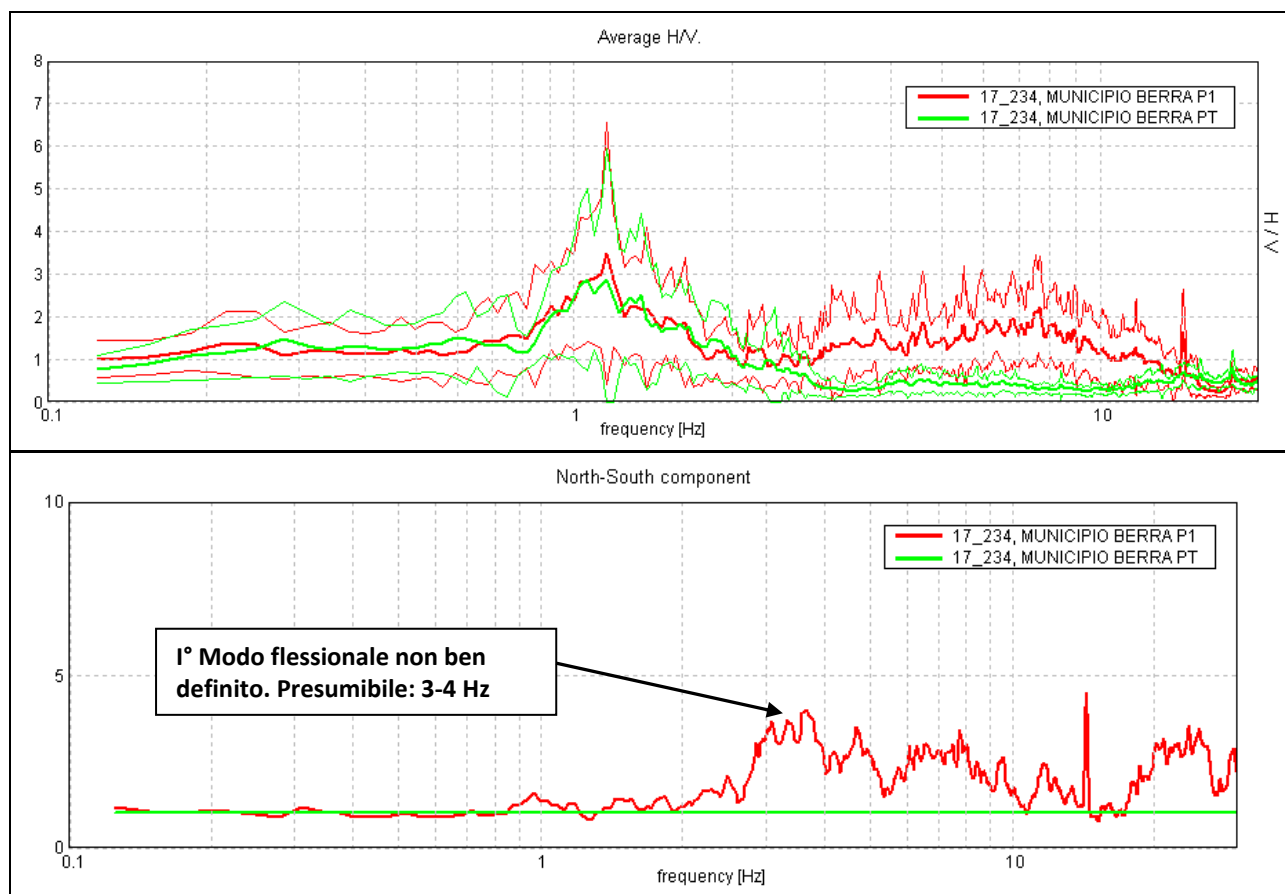 Average H/V.
8
7
6
5
4
3
2
1
0
17_234, MUNICIPIO BERRA P1
17_234, MUNICIPIO BERRA PT
H / V
0.1
1
10
frequency [Hz]
North-South component
10
5
0
17_234, MUNICIPIO BERRA P1
17_234, MUNICIPIO BERRA PT
I° Modo flessionale non ben
definito. Presumibile: 3-4 Hz
0.1
1
10
frequency [Hz]